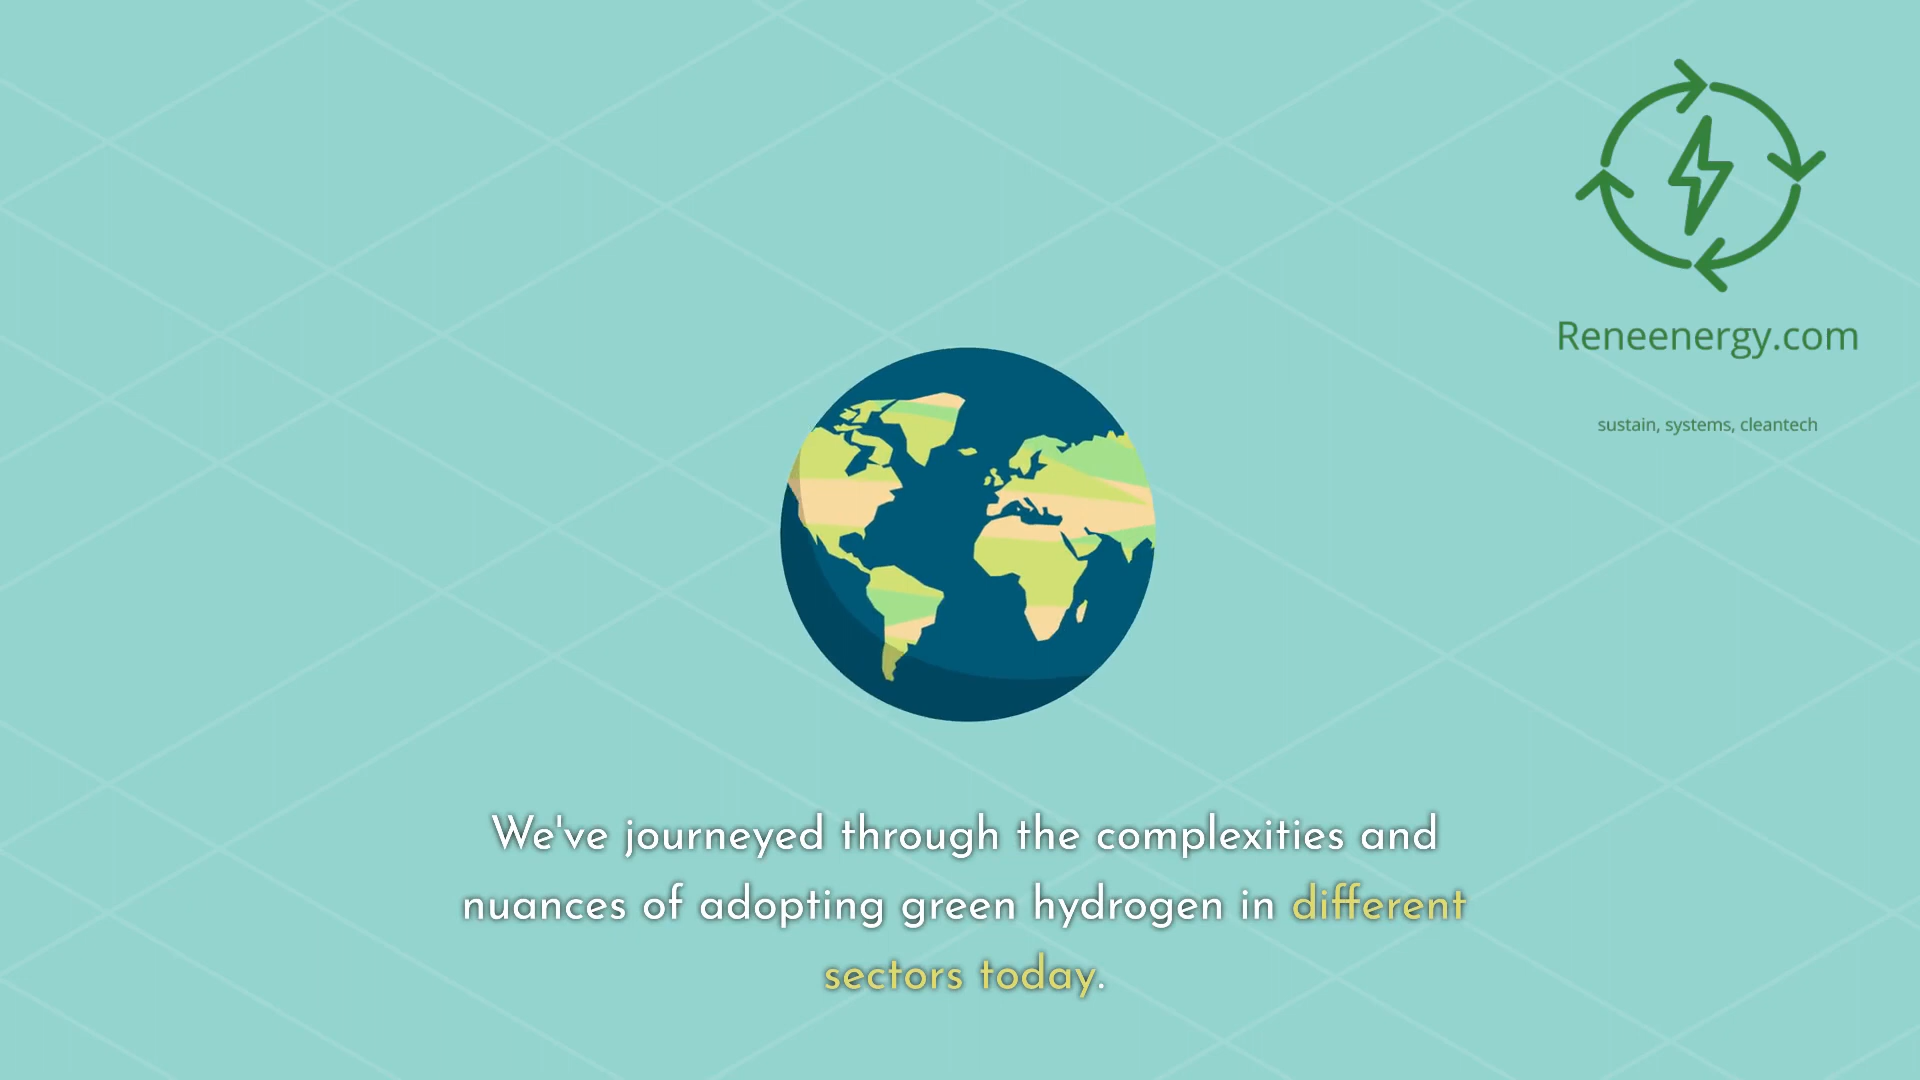 Reneenergy.com
sustain, systems, cleantech
We've journeyed through the complexities and
nuances of adopting green hydrogen in different
sectors today.